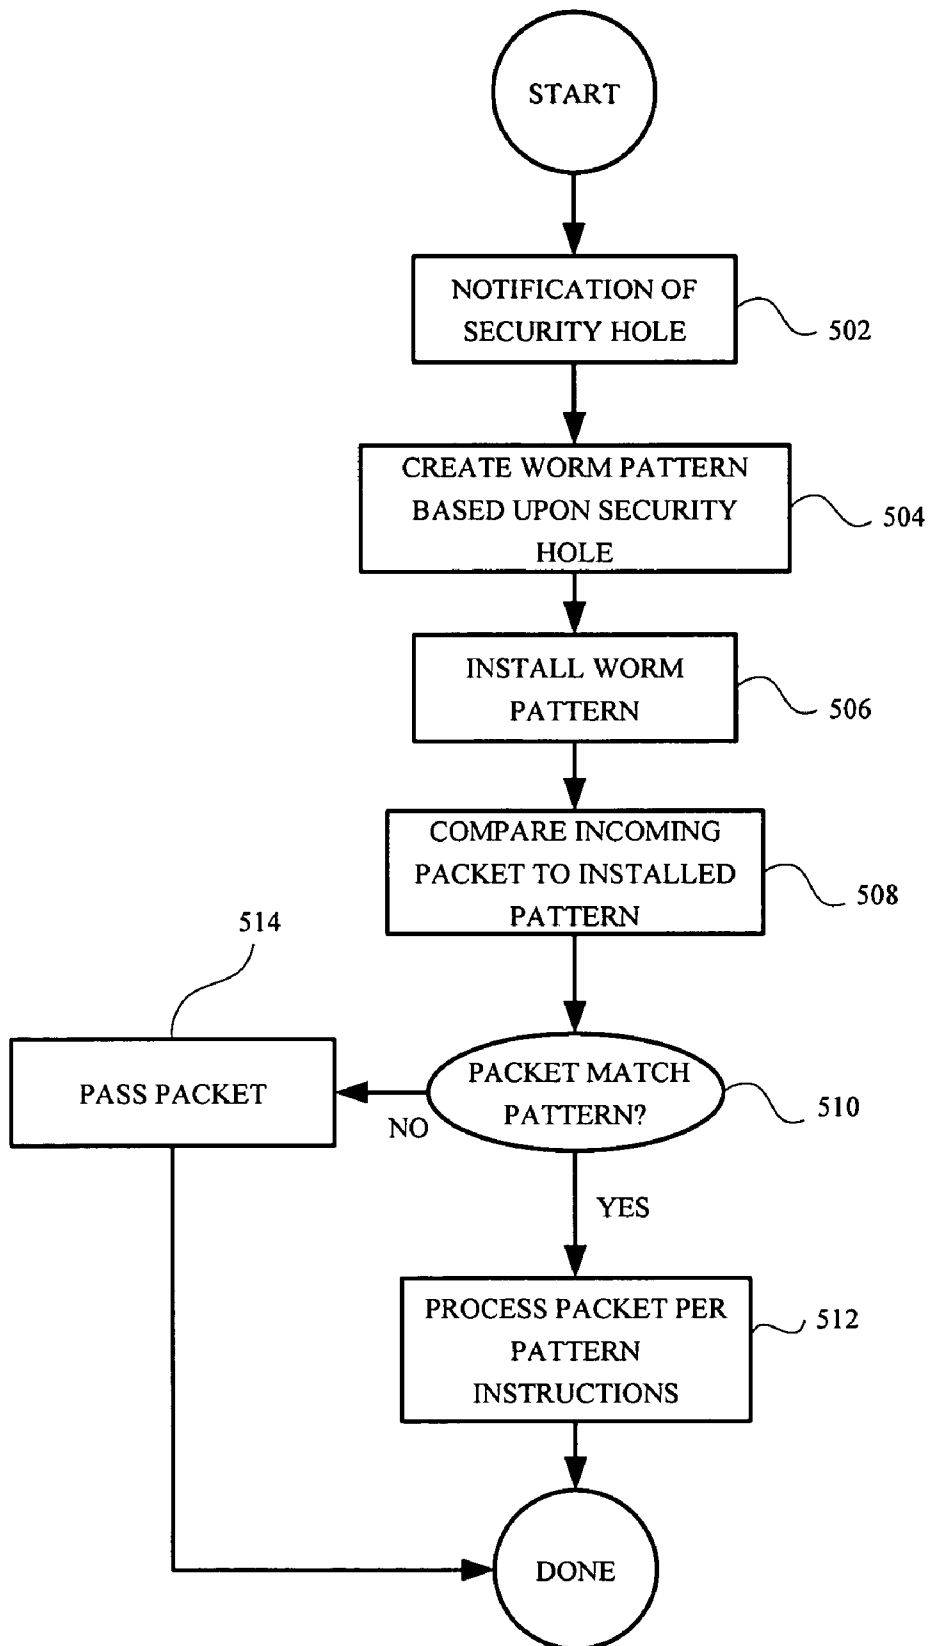 START
NOTIFICATION OF
SECURITY HOLE
502
CREATE WORM PATTERN
BASED UPON SECURITY
HOLE
504
INSTALL WORM
PATTERN
506
COMPARE INCOMING
PACKET TO INSTALLED
PATTERN
508
514
PASS PACKET
NO
PACKET MATCH
PATTERN?
510
YES
PROCESS PACKET PER
PATTERN
INSTRUCTIONS
512
DONE